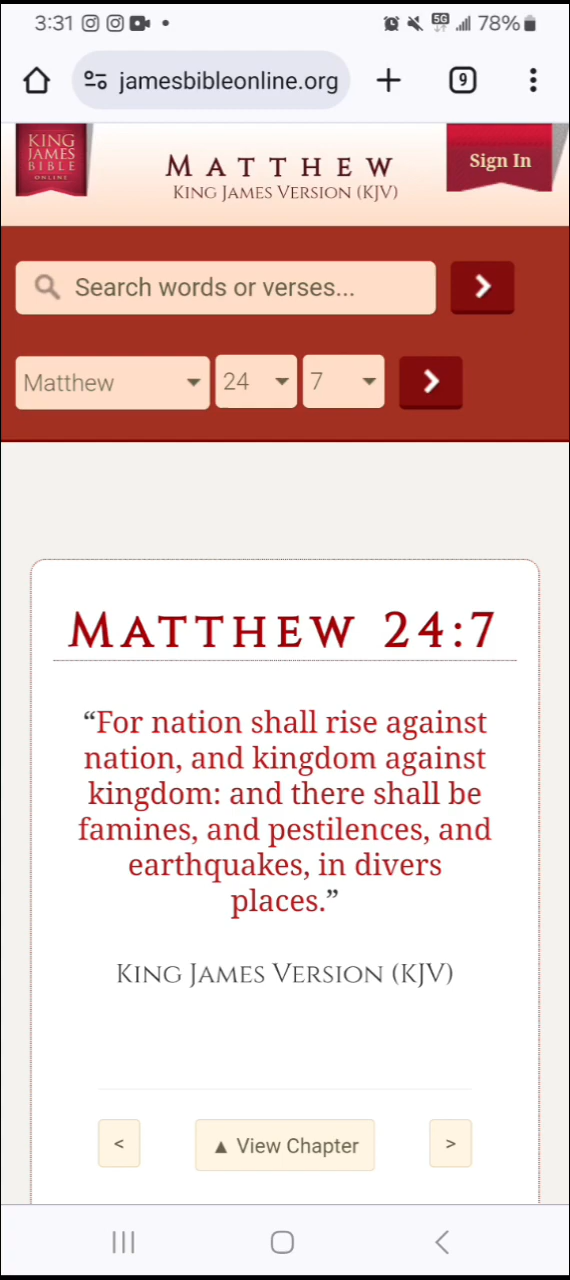 3:31 78%
5G
jamesbibleonline.org
9
KING
JAMES
BIBLE
ONLINE
MATTHEW
KING JAMES VERSION (KJV)
Sign In
Search words or verses...
Matthew 24 7
MATTHEW 24:7
“For nation shall rise against
nation, and kingdom against
kingdom: and there shall be
famines, and pestilences, and
earthquakes, in divers
places.”
KING JAMES VERSION (KJV)
< ▲ View Chapter >